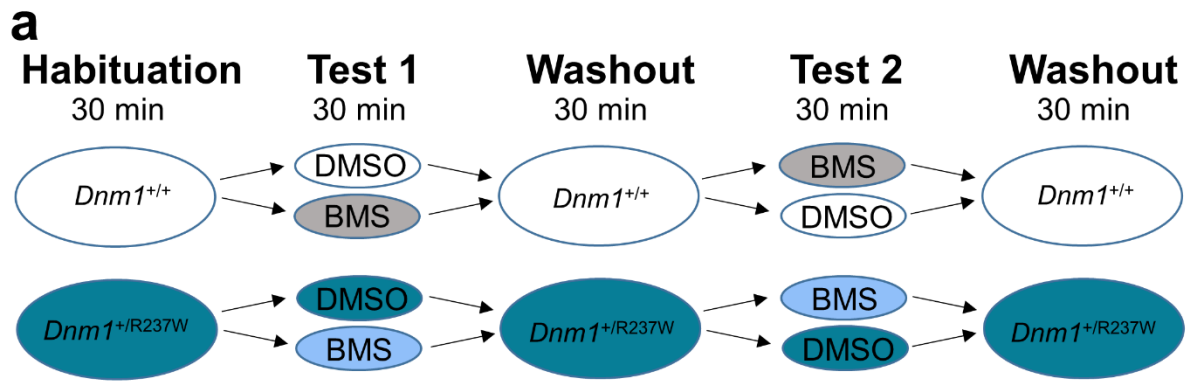 a
Habituation Test 1 Washout Test 2 Washout
30 min 30 min 30 min 30 min 30 min
DMSO BMS
Dnm1+/+ Dnm1+/+ Dnm1+/+
BMS DMSO
DMSO BMS
Dnm1+/R237W Dnm1+/R237W Dnm1+/R237W
BMS DMSO